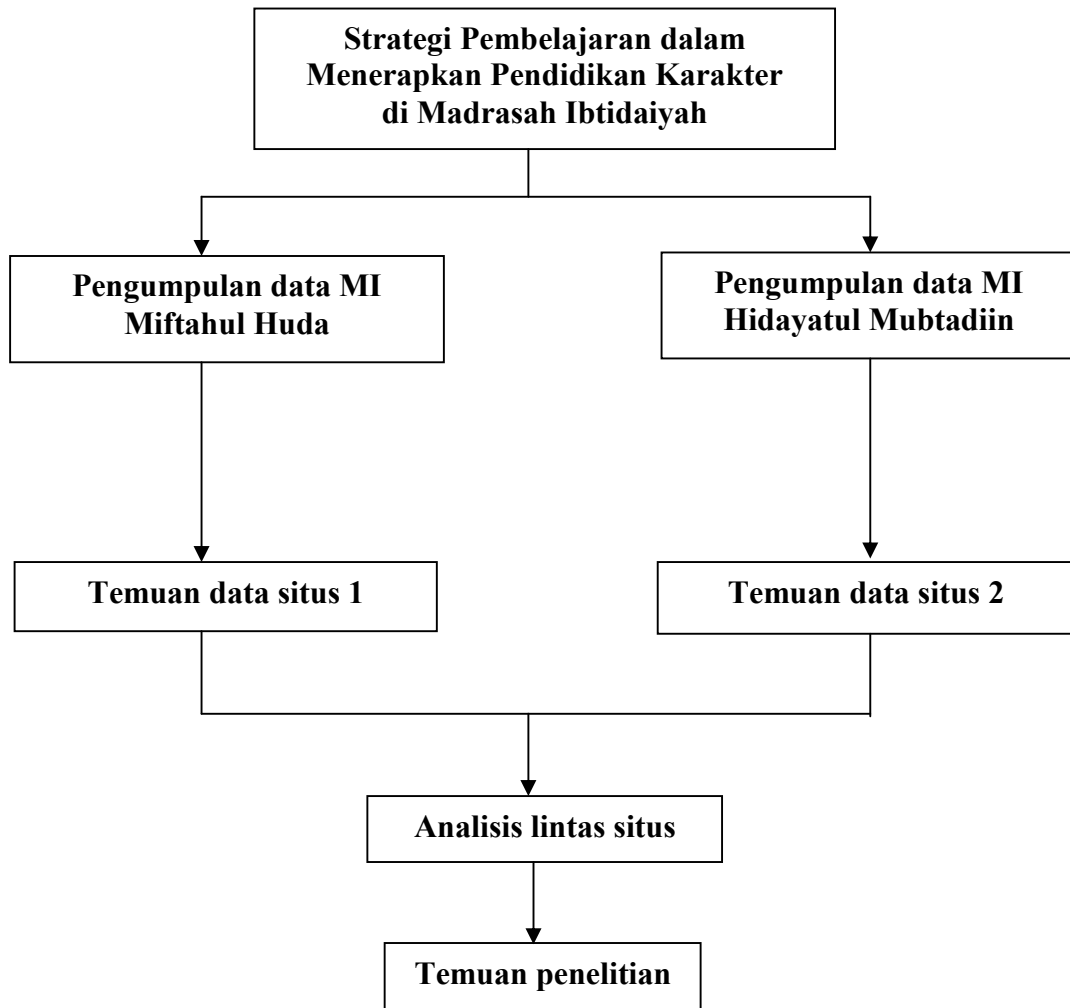 Strategi Pembelajaran dalam
Menerapkan Pendidikan Karakter
di Madrasah Ibtidaiyah
Pengumpulan data MI
Miftahul Huda
Pengumpulan data MI
Hidayatul Mubtadiin
Temuan data situs 1
Temuan data situs 2
Analisis lintas situs
Temuan penelitian